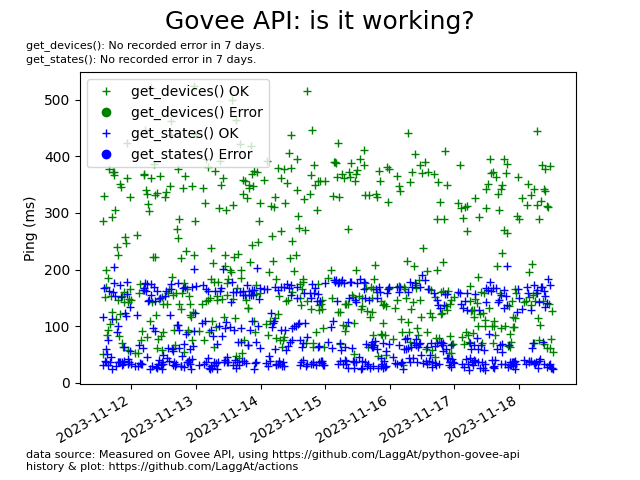 Govee API: is it working?
get_devices(): No recorded error in 7 days.
get_states(): No recorded error in 7 days.
get_devices() OK
get_devices() Error
get_states() OK
get_states() Error
Ping (ms)
500
400
300
200
100
0
2023-11-12
2023-11-13
2023-11-14
2023-11-15
2023-11-16
2023-11-17
2023-11-18
data source: Measured on Govee API, using https://github.com/LaggAt/python-govee-api
history & plot: https://github.com/LaggAt/actions